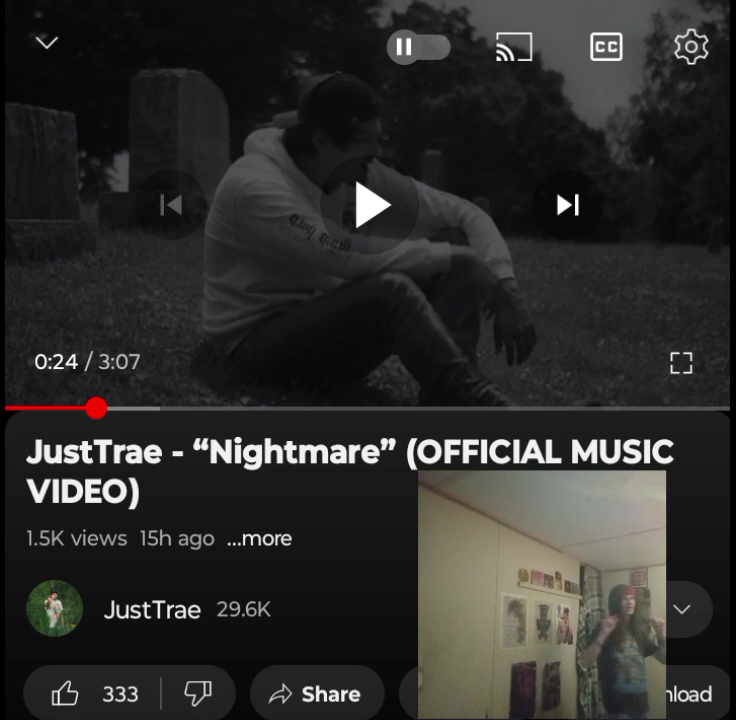 CC
0:24 / 3:07
JustTrae - “Nightmare” (OFFICIAL MUSIC
VIDEO)
1.5K views 15h ago ...more
JustTrae 29.6K
333 Share nload